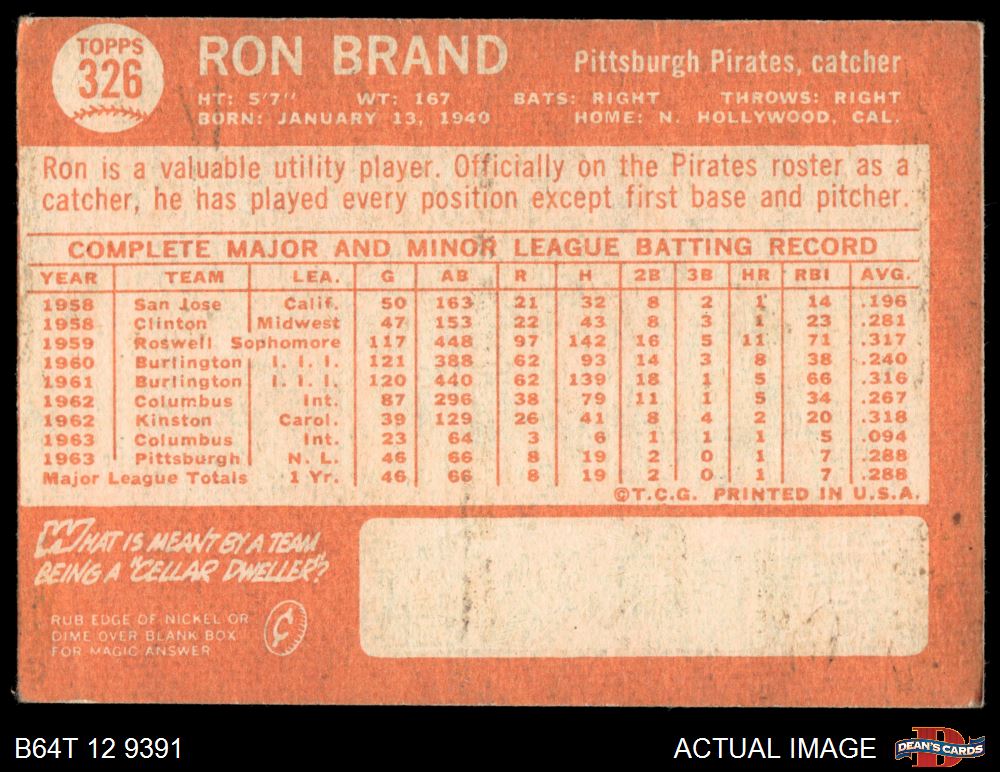 TOPPS
326
RON BRAND
Pittsburgh Pirates, catcher
HT: 5'7" WT: 167 BATS: RIGHT THROWS: RIGHT
BORN: JANUARY 13, 1940 HOME: N. HOLLYWOOD, CAL.
Ron is a valuable utility player. Officially on the Pirates roster as a
catcher, he has played every position except first base and pitcher.
COMPLETE MAJOR AND MINOR LEAGUE BATTING RECORD
YEAR TEAM LEA. G AB R H 2B 3B HR RBI AVG.
1958 San Jose Calif. 50 163 21 32 8 2 1 14 .196
1958 Clinton Midwest 47 153 22 43 8 3 1 23 .281
1959 Roswell Sophomore 117 448 97 142 16 5 11 71 .317
1960 Burlington I. I. I. 121 388 62 93 14 3 8 38 .240
1961 Burlington I. I. I. 120 440 62 139 18 1 5 66 .316
1962 Columbus Int. 87 296 38 79 11 1 5 34 .267
1962 Kinston Carol. 39 129 26 41 8 4 2 20 .318
1963 Columbus Int. 23 64 3 6 1 1 1 5 .094
1963 Pittsburgh N. L. 46 66 8 19 2 0 1 7 .288
Major League Totals 1 Yr. 46 66 8 19 2 0 1 7 .288
©T.C.G. PRINTED IN U.S.A.
WHAT IS MEANT BY A TEAM
BEING A "CELLAR DWELLER"?
RUB EDGE OF NICKEL OR
DIME OVER BLANK BOX
FOR MAGIC ANSWER
¢
B64T 12 9391
ACTUAL IMAGE
D
DEAN'S CARDS